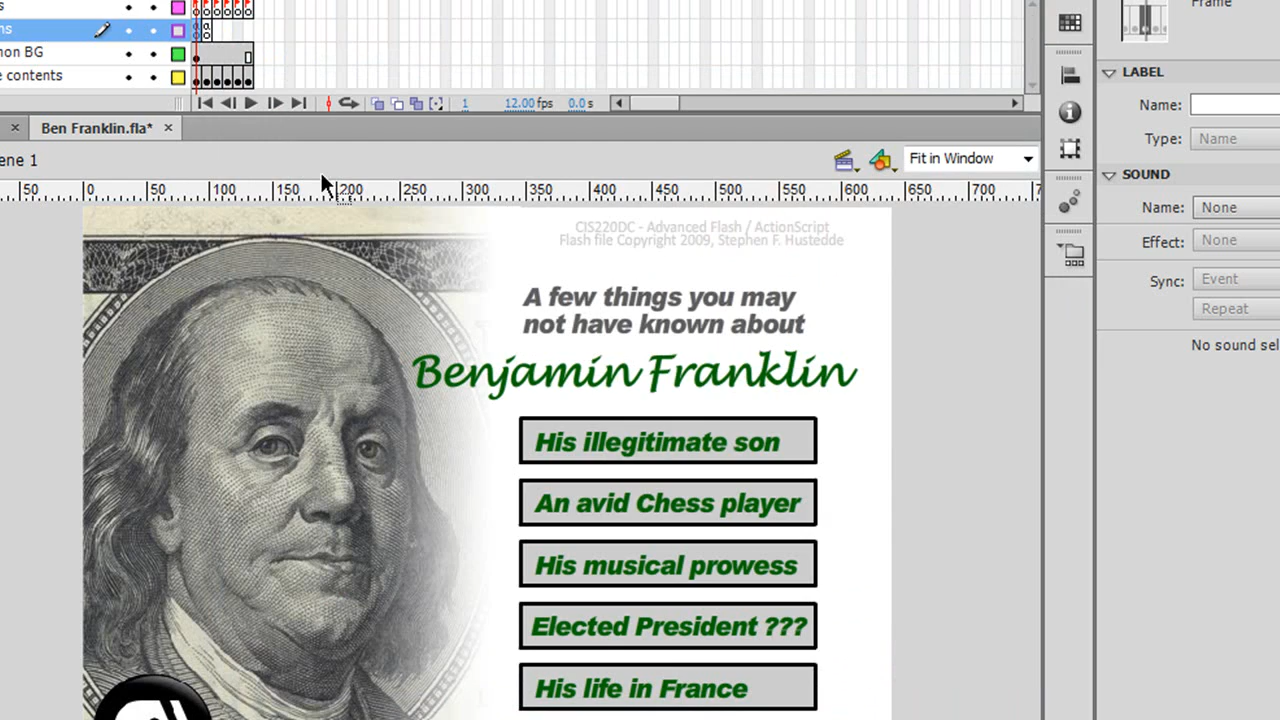 s
Frame
ns
non BG
e contents
LABEL
1 12.00 fps 0.0 s
Name:
× Ben Franklin.fla* ×
Type: Name
ene 1
Fit in Window
SOUND
50 0 50 100 150 200 250 300 350 400 450 500 550 600 650 700 7
Name: None
Effect: None
Sync: Event
Repeat
No sound sel
CIS220DC - Advanced Flash / ActionScript
Flash file Copyright 2009, Stephen F. Hustedde
A few things you may
not have known about
Benjamin Franklin
His illegitimate son
An avid Chess player
His musical prowess
Elected President ???
His life in France